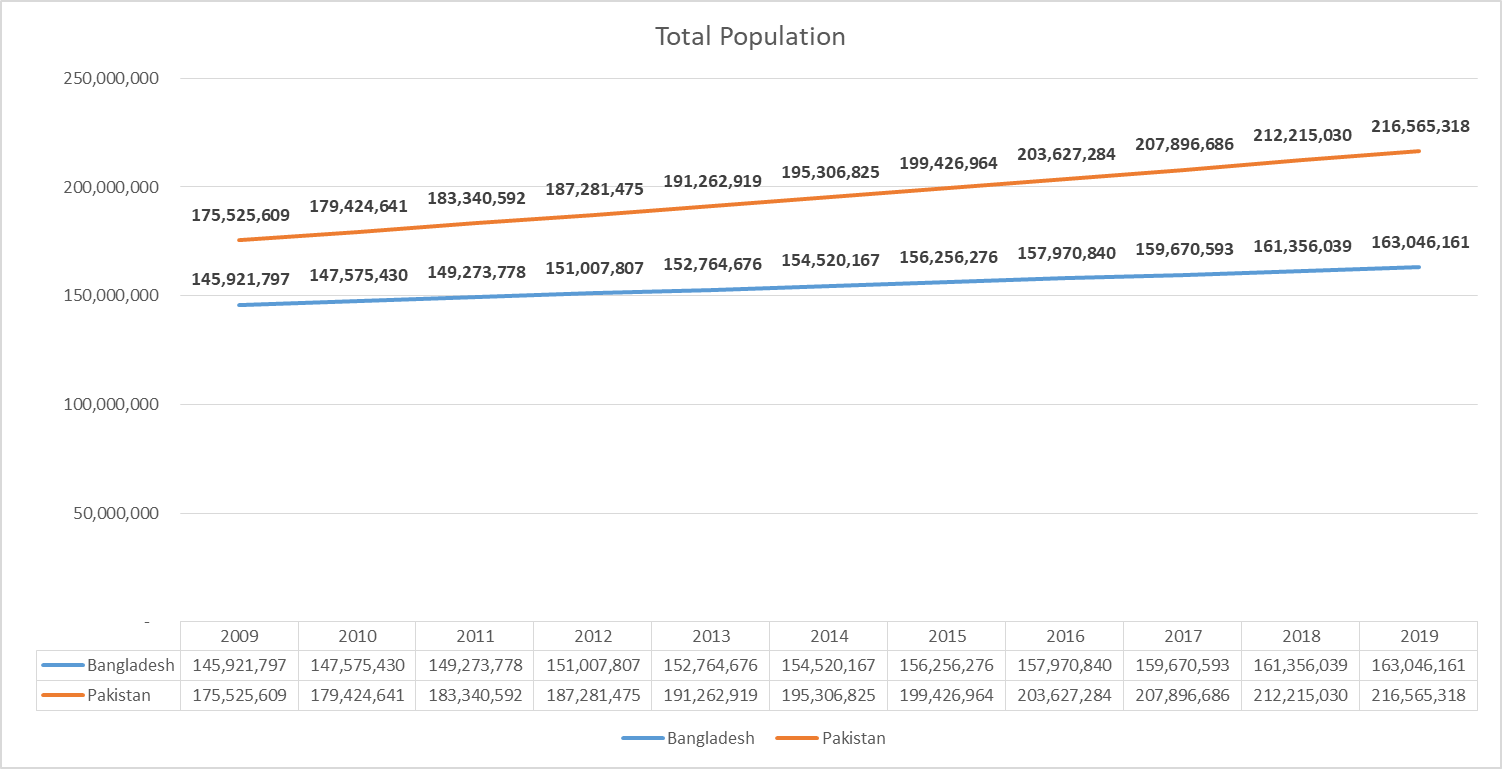 Total Population
250,000,000
200,000,000
150,000,000
100,000,000
50,000,000
-
175,525,609 179,424,641 183,340,592 187,281,475 191,262,919 195,306,825 199,426,964 203,627,284 207,896,686 212,215,030 216,565,318
145,921,797 147,575,430 149,273,778 151,007,807 152,764,676 154,520,167 156,256,276 157,970,840 159,670,593 161,356,039 163,046,161
2009 2010 2011 2012 2013 2014 2015 2016 2017 2018 2019
Bangladesh 145,921,797 147,575,430 149,273,778 151,007,807 152,764,676 154,520,167 156,256,276 157,970,840 159,670,593 161,356,039 163,046,161
Pakistan 175,525,609 179,424,641 183,340,592 187,281,475 191,262,919 195,306,825 199,426,964 203,627,284 207,896,686 212,215,030 216,565,318
Bangladesh Pakistan